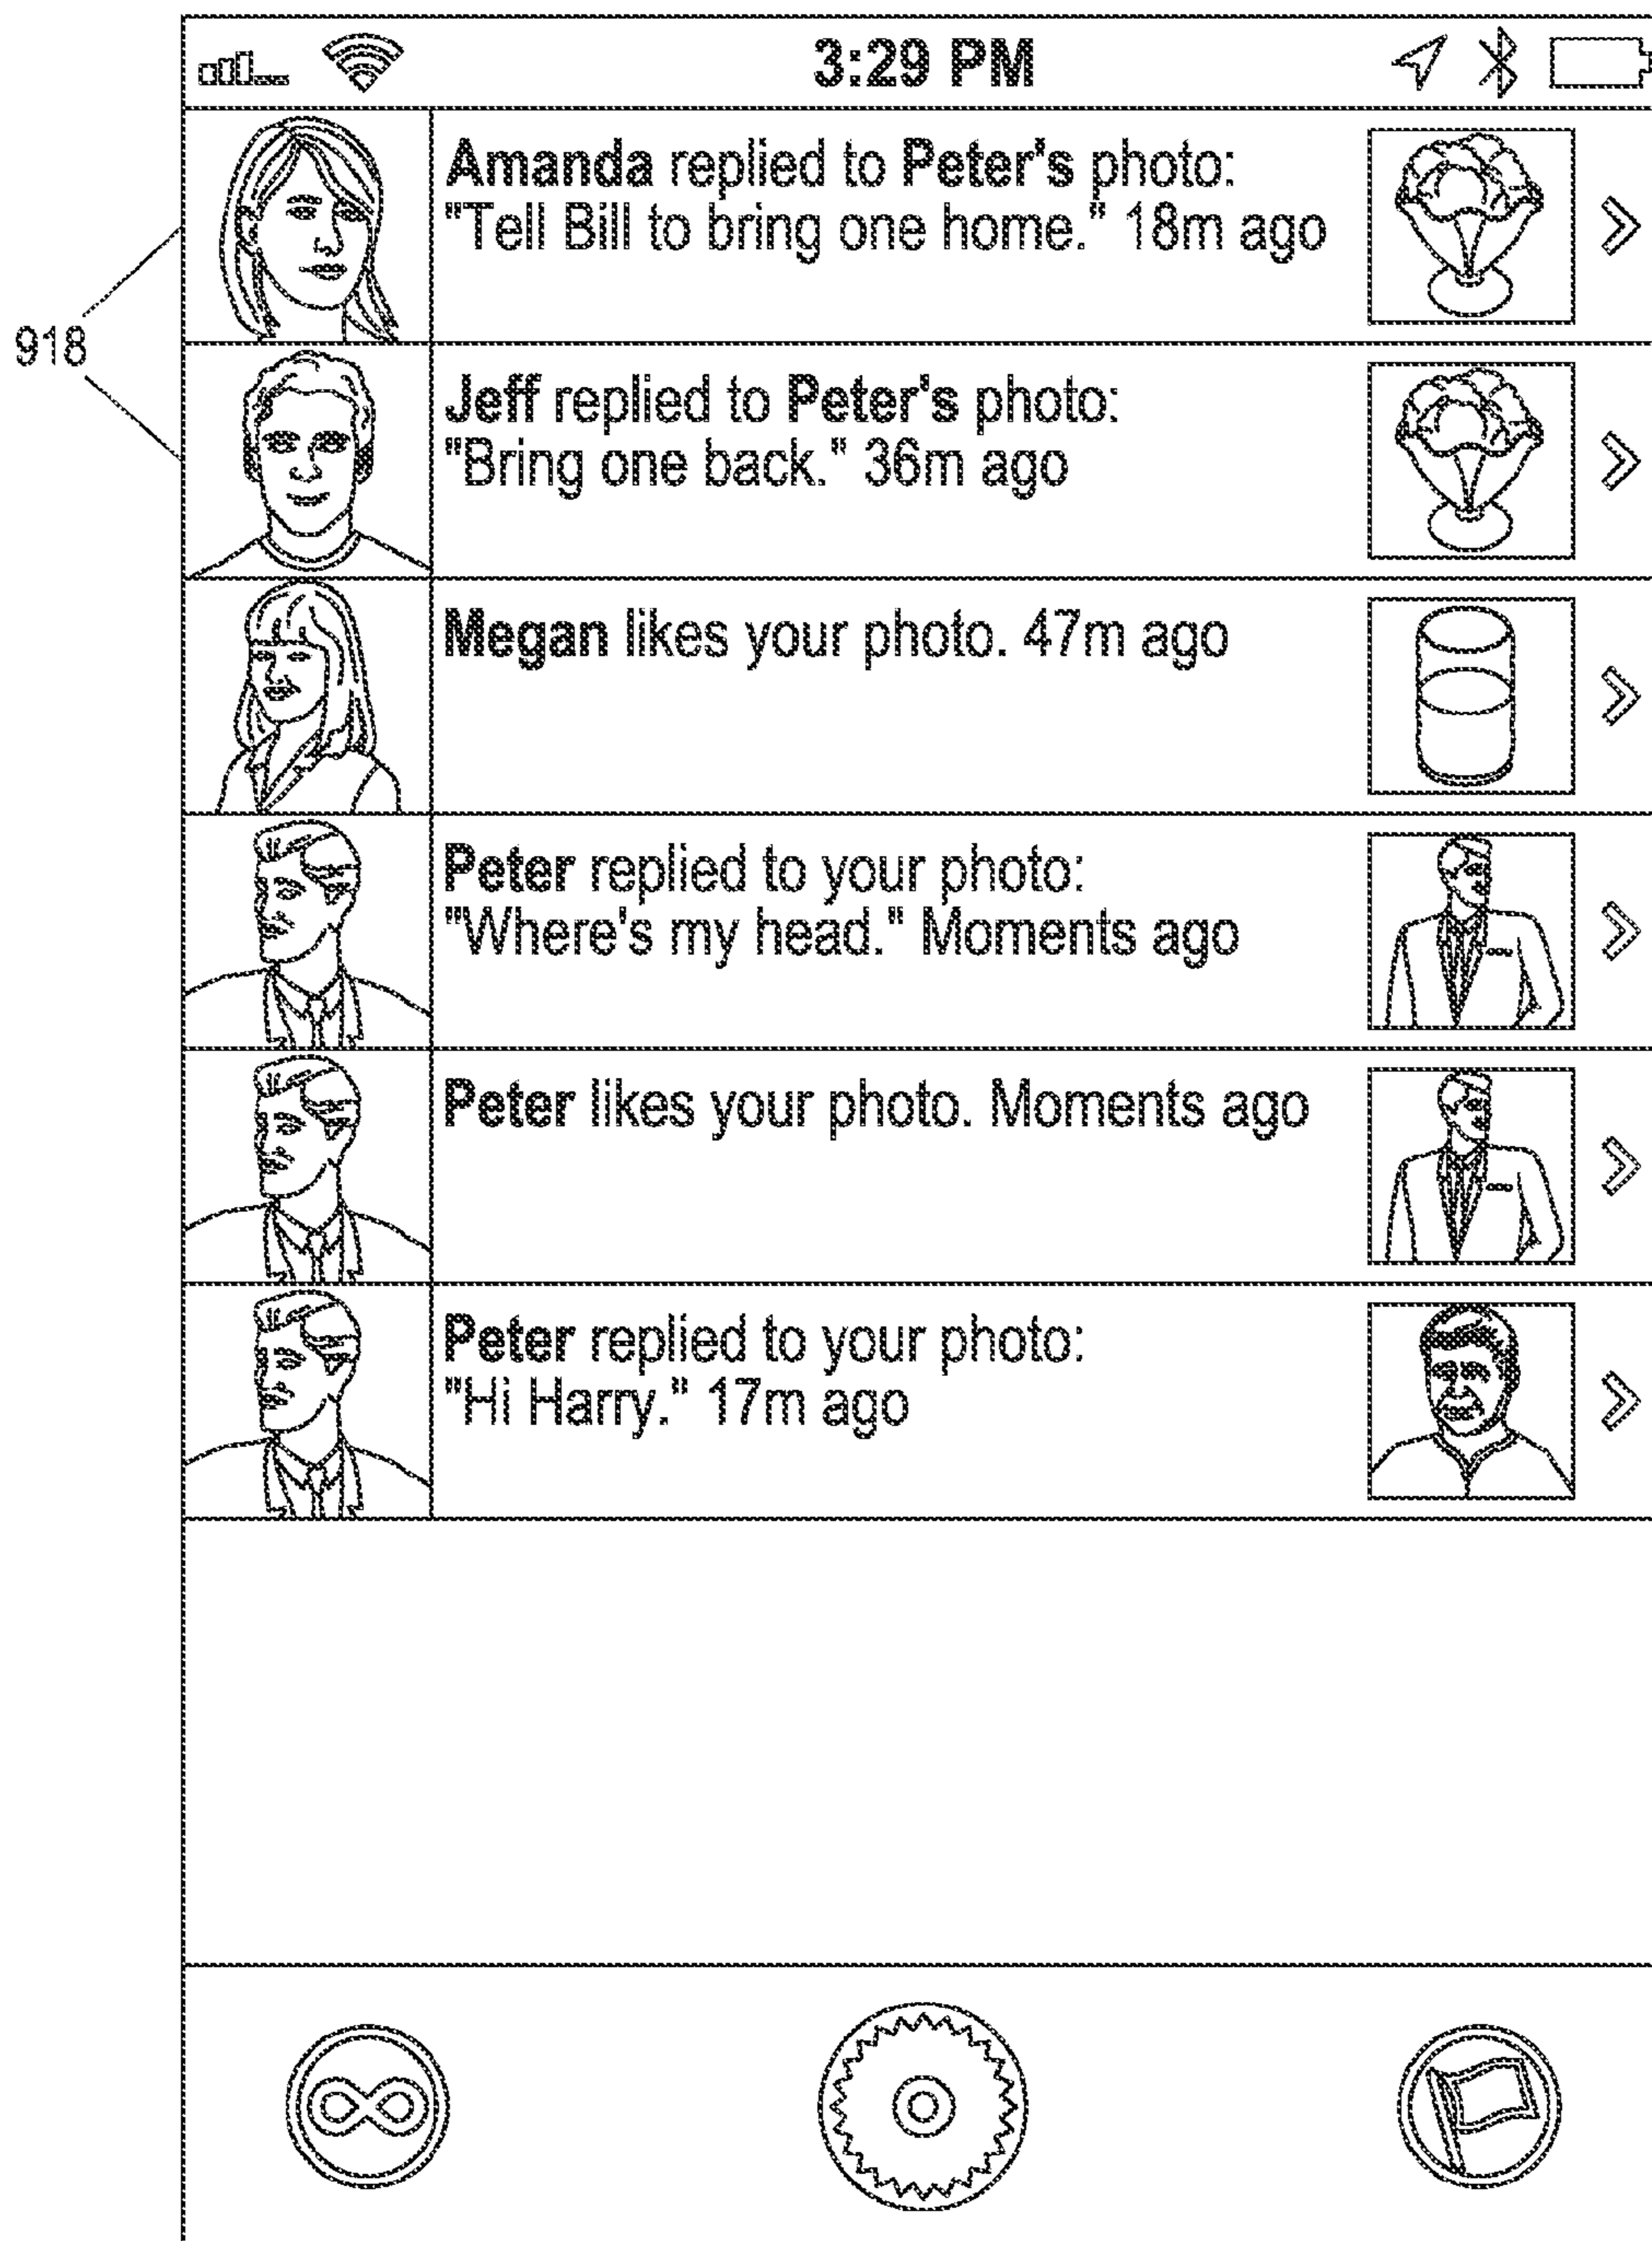 3:29 PM
Amanda replied to Peter's photo:
"Tell Bill to bring one home." 18m ago
918
Jeff replied to Peter's photo:
"Bring one back." 36m ago
Megan likes your photo. 47m ago
Peter replied to your photo:
"Where's my head." Moments ago
Peter likes your photo. Moments ago
Peter replied to your photo:
"Hi Harry." 17m ago